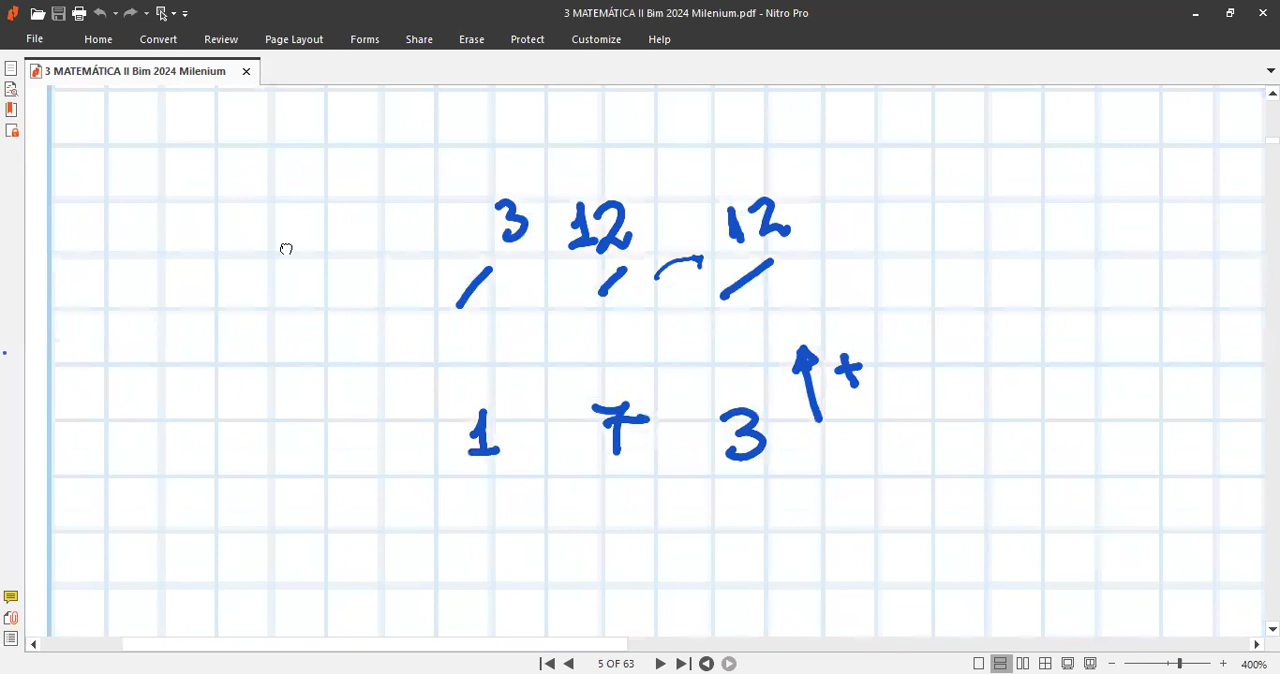 3 MATEMÁTICA II Bim 2024 Milenium.pdf - Nitro Pro
File Home Convert Review Page Layout Forms Share Erase Protect Customize Help
3 MATEMÁTICA II Bim 2024 Milenium
3 12 12
+
1 7 3
5 OF 63
400%